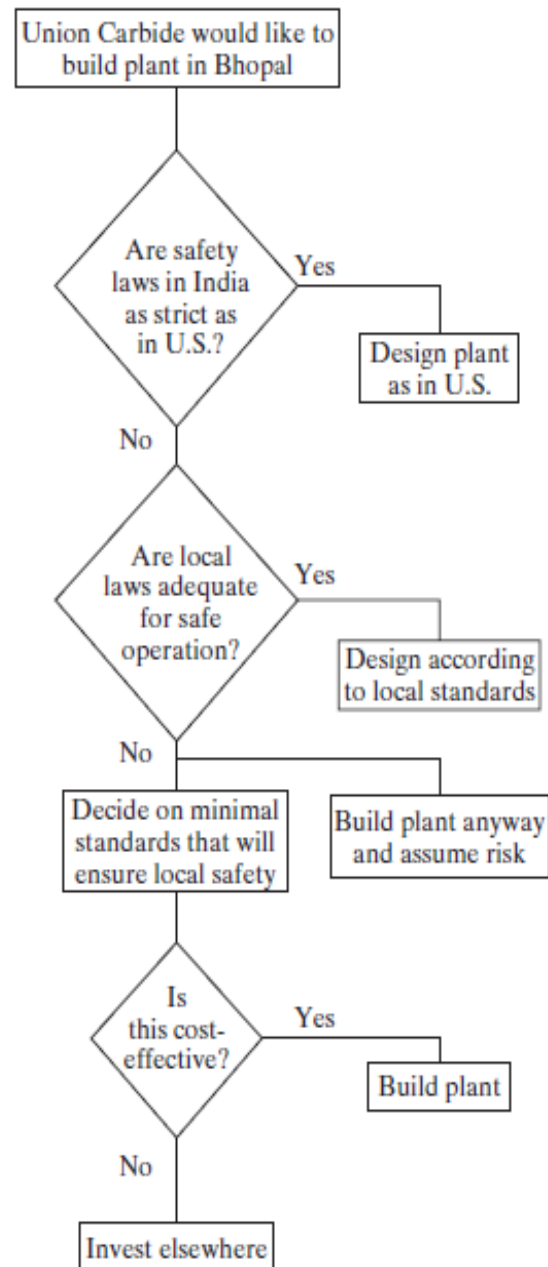 Union Carbide would like to
build plant in Bhopal
Are safety
laws in India
as strict as
in U.S.?
Yes
Design plant
as in U.S.
No
Are local
laws adequate
for safe
operation?
Yes
Design according
to local standards
No
Decide on minimal
standards that will
ensure local safety
Build plant anyway
and assume risk
Is
this cost-
effective?
Yes
Build plant
No
Invest elsewhere